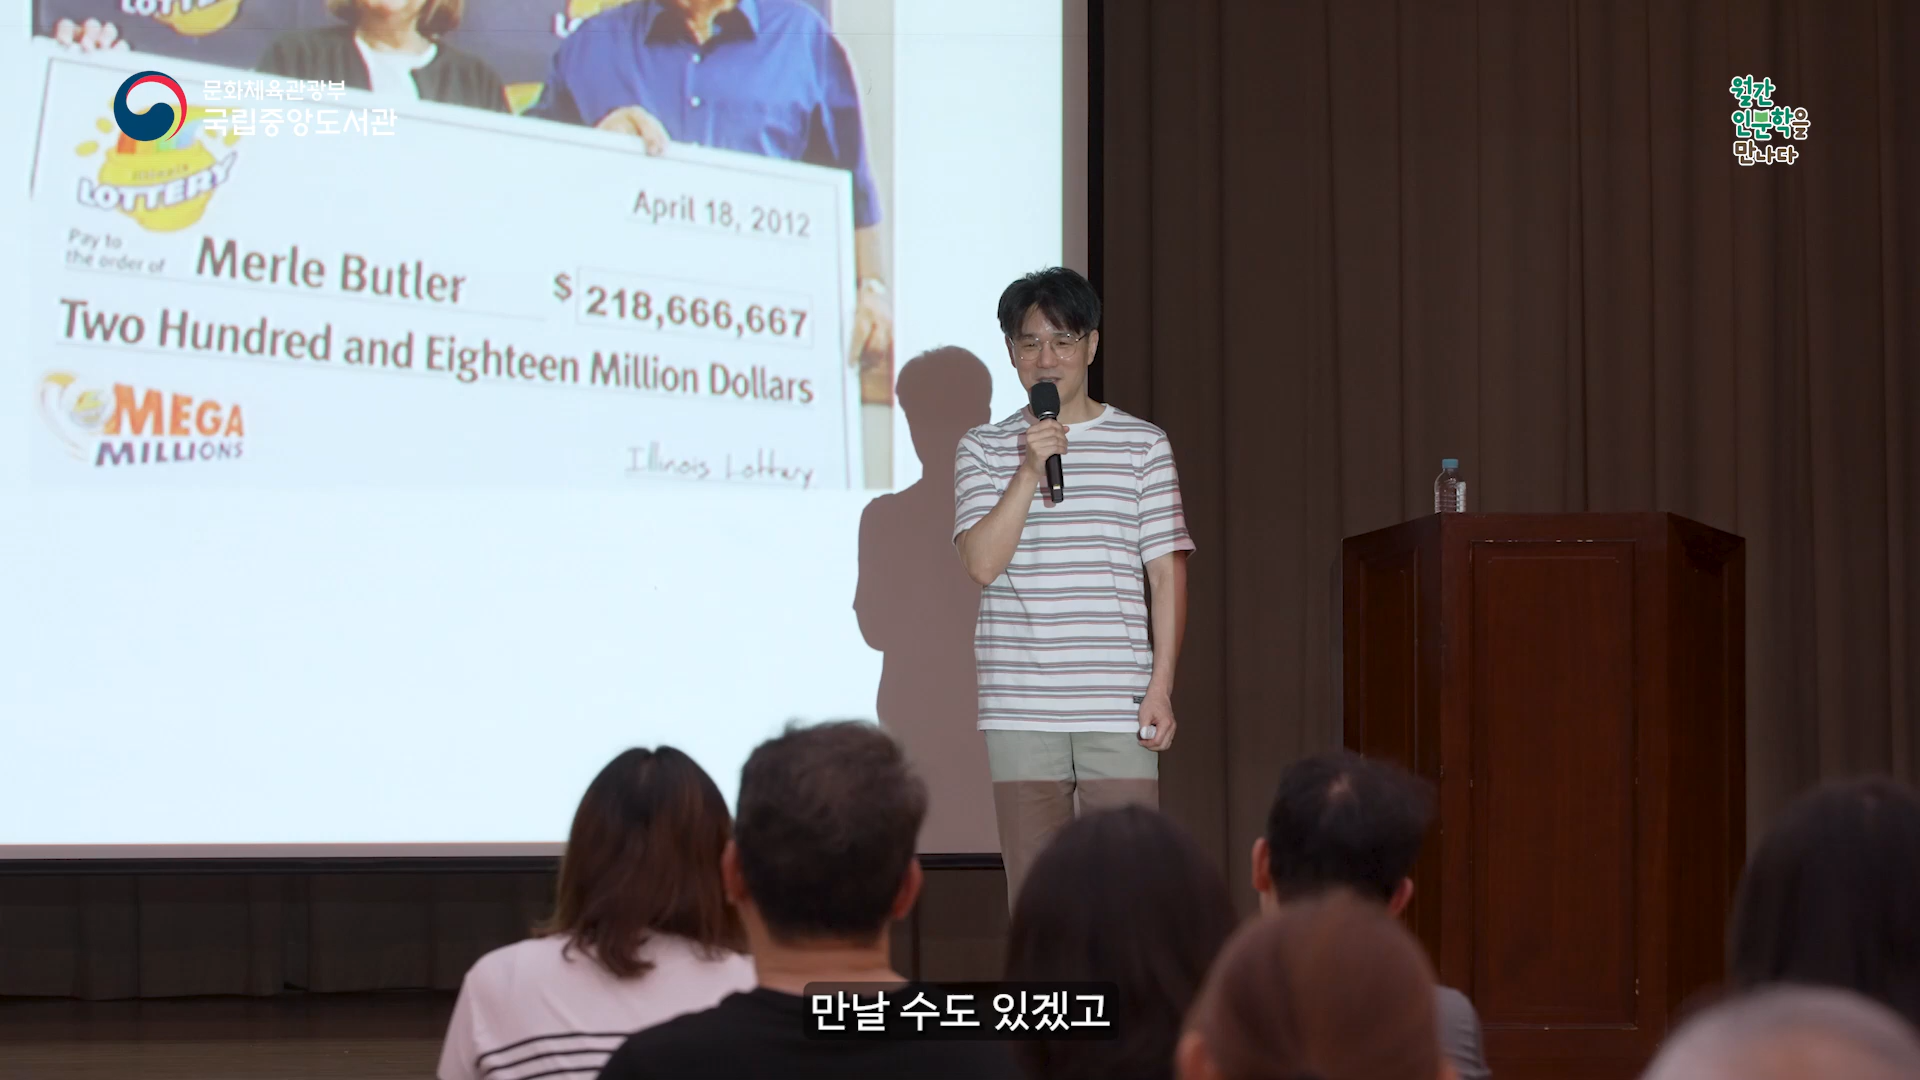 LOTTERY
문화체육관광부
국립중앙도서관
월간
인문학을
만나다
Illinois
LOTTERY
April 18, 2012
Pay to
the order of
Merle Butler
$ 218,666,667
Two Hundred and Eighteen Million Dollars
MEGA
MILLIONS
Illinois Lottery
만날 수도 있겠고